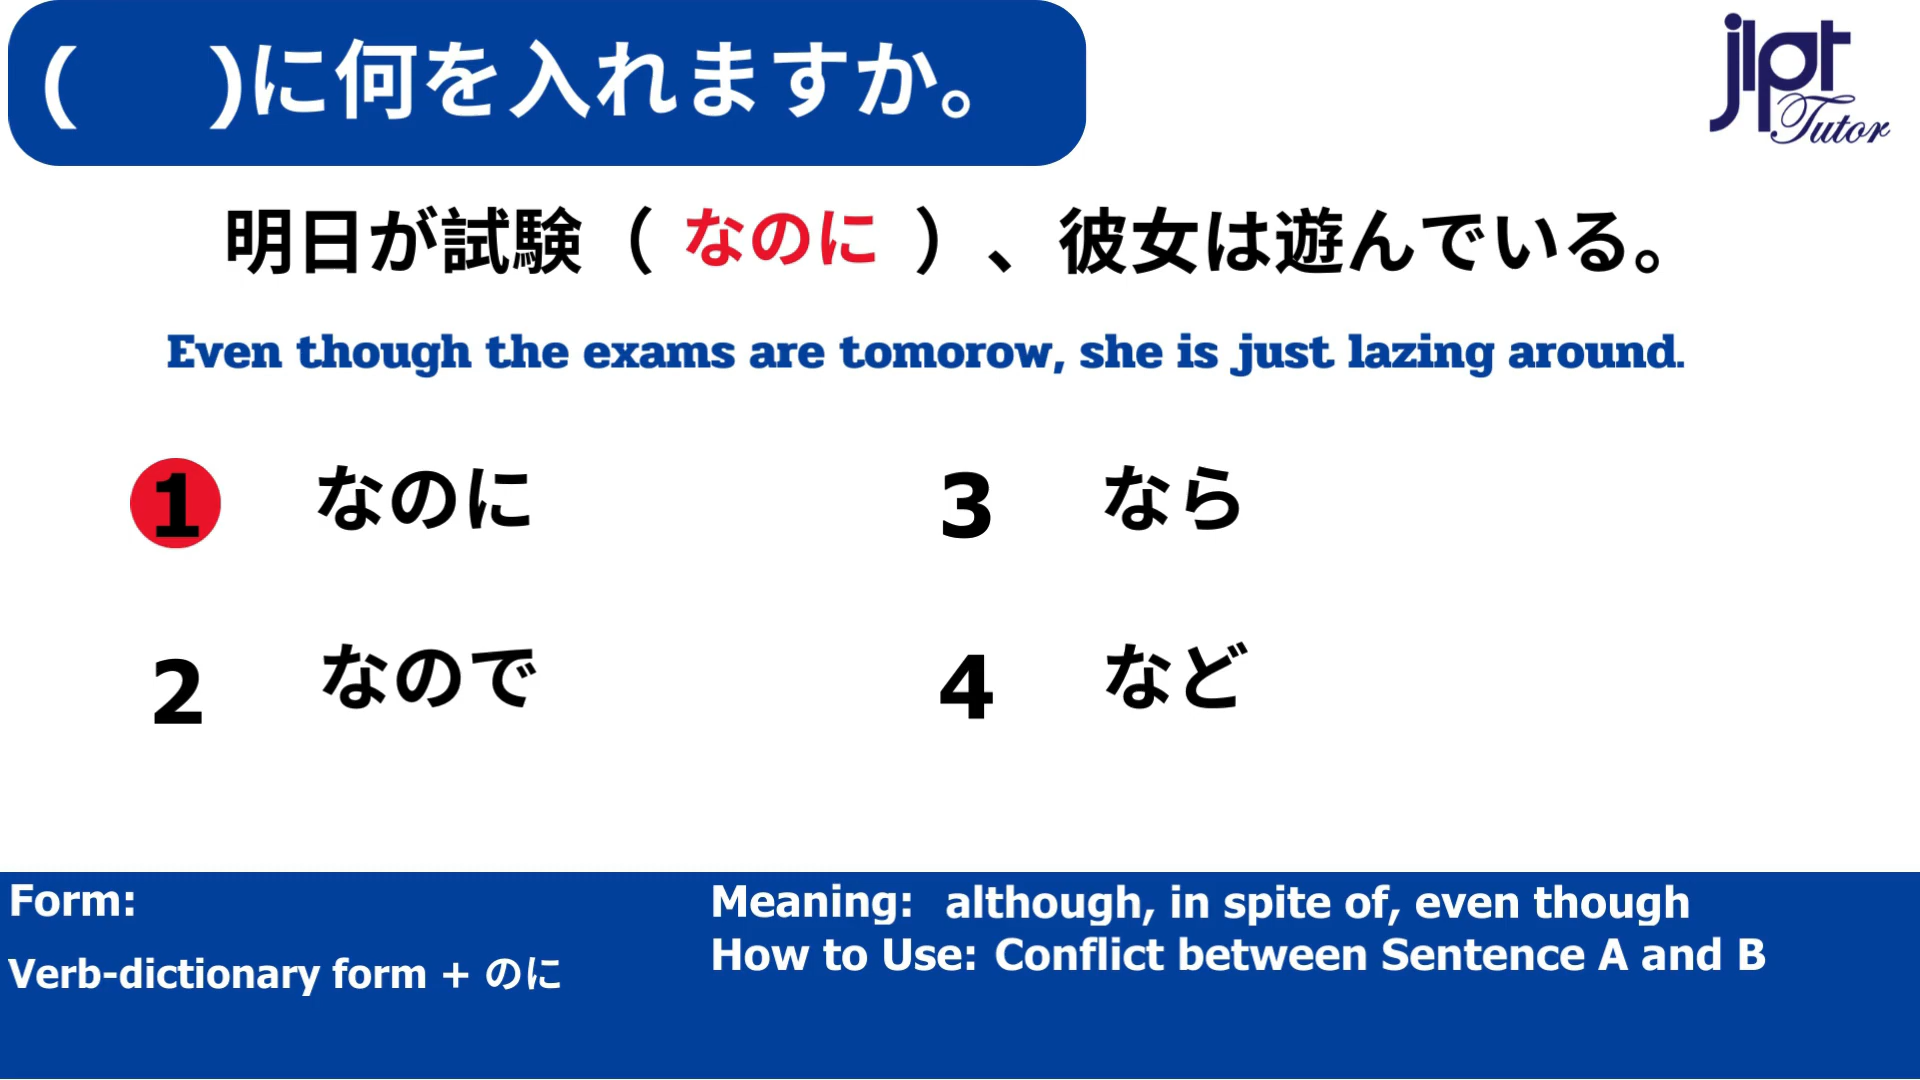 (　　)に何を入れますか。
jlpt
Tutor
明日が試験（ なのに ）、彼女は遊んでいる。
Even though the exams are tomorow, she is just lazing around.
1 なのに
3 なら
2 なので
4 など
Form:
Verb-dictionary form + のに
Meaning: although, in spite of, even though
How to Use: Conflict between Sentence A and B